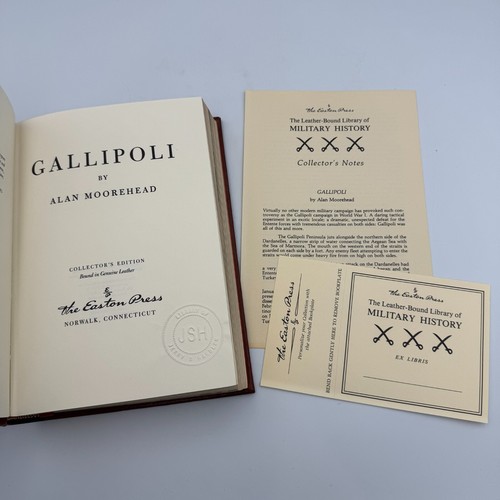 GALLIPOLI
BY
ALAN MOOREHEAD
COLLECTOR'S EDITION
Bound in Genuine Leather
The Easton Press
NORWALK, CONNECTICUT
JSH
The Easton Press
The Leather-Bound Library of
MILITARY HISTORY
Collector's Notes
GALLIPOLI
by Alan Moorehead
Virtually no other modern military campaign has provoked such con-
troversy as the Gallipoli campaign in World War I. A daring tactical
experiment in an exotic locale; a dramatic, unexpected defeat for the
Entente forces with tremendous casualties on both sides: Gallipoli was
all of this and more.
The Gallipoli Peninsula juts alongside the northern side of the
Dardanelles, a narrow strip of water connecting the Aegean Sea with
the Sea of Marmora. The mouth on the western end of the straits is
guarded on each side by a fort. Any enemy fleet attempting to enter the
straits would come under heavy fire from on high on both sides.
The Easton Press
Personalize your Collection with
the attached Bookplates
BEND BACK GENTLY HERE TO REMOVE BOOKPLATE
The Easton Press
The Leather-Bound Library of
MILITARY HISTORY
EX LIBRIS